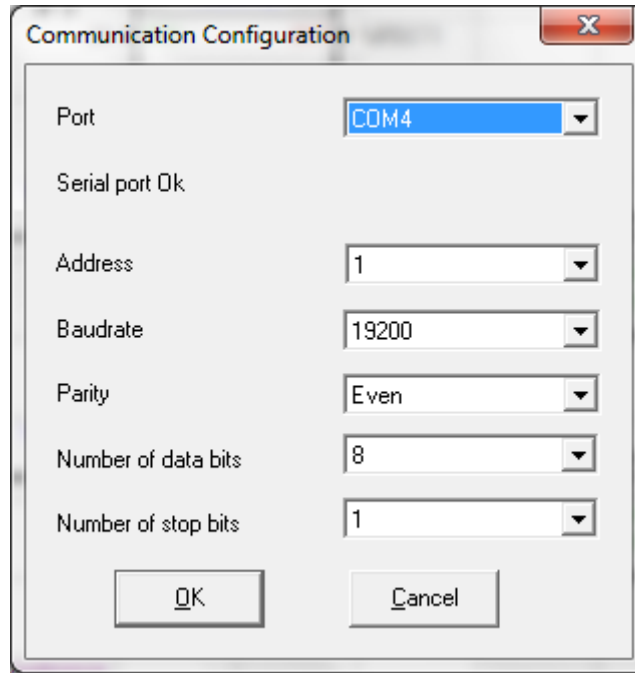 Communication Configuration
Port COM4
Serial port Ok
Address 1
Baudrate 19200
Parity Even
Number of data bits 8
Number of stop bits 1
OK Cancel